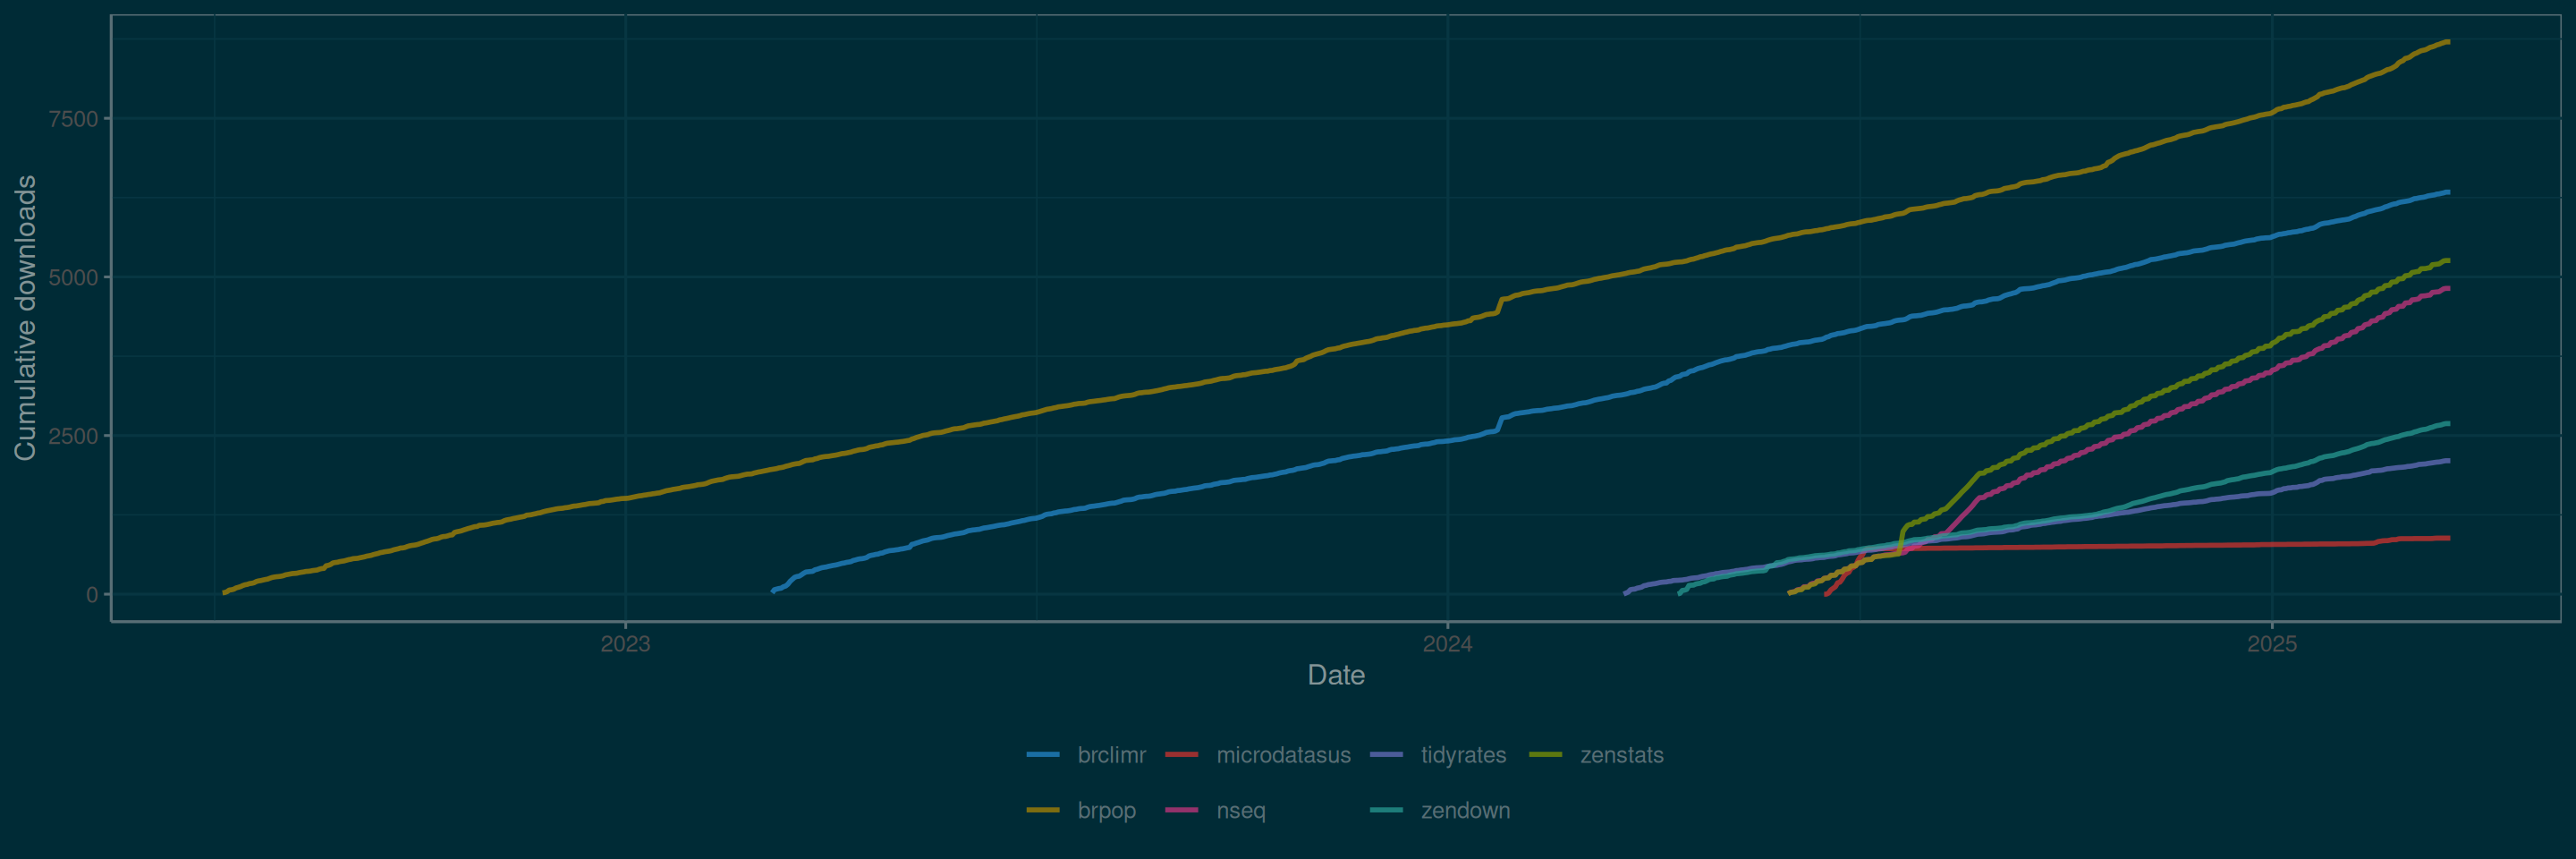 Cumulative downloads
7500
5000
2500
0
2023 2024 2025
Date
brclimr microdatasus tidyrates zenstats
brpop nseq zendown